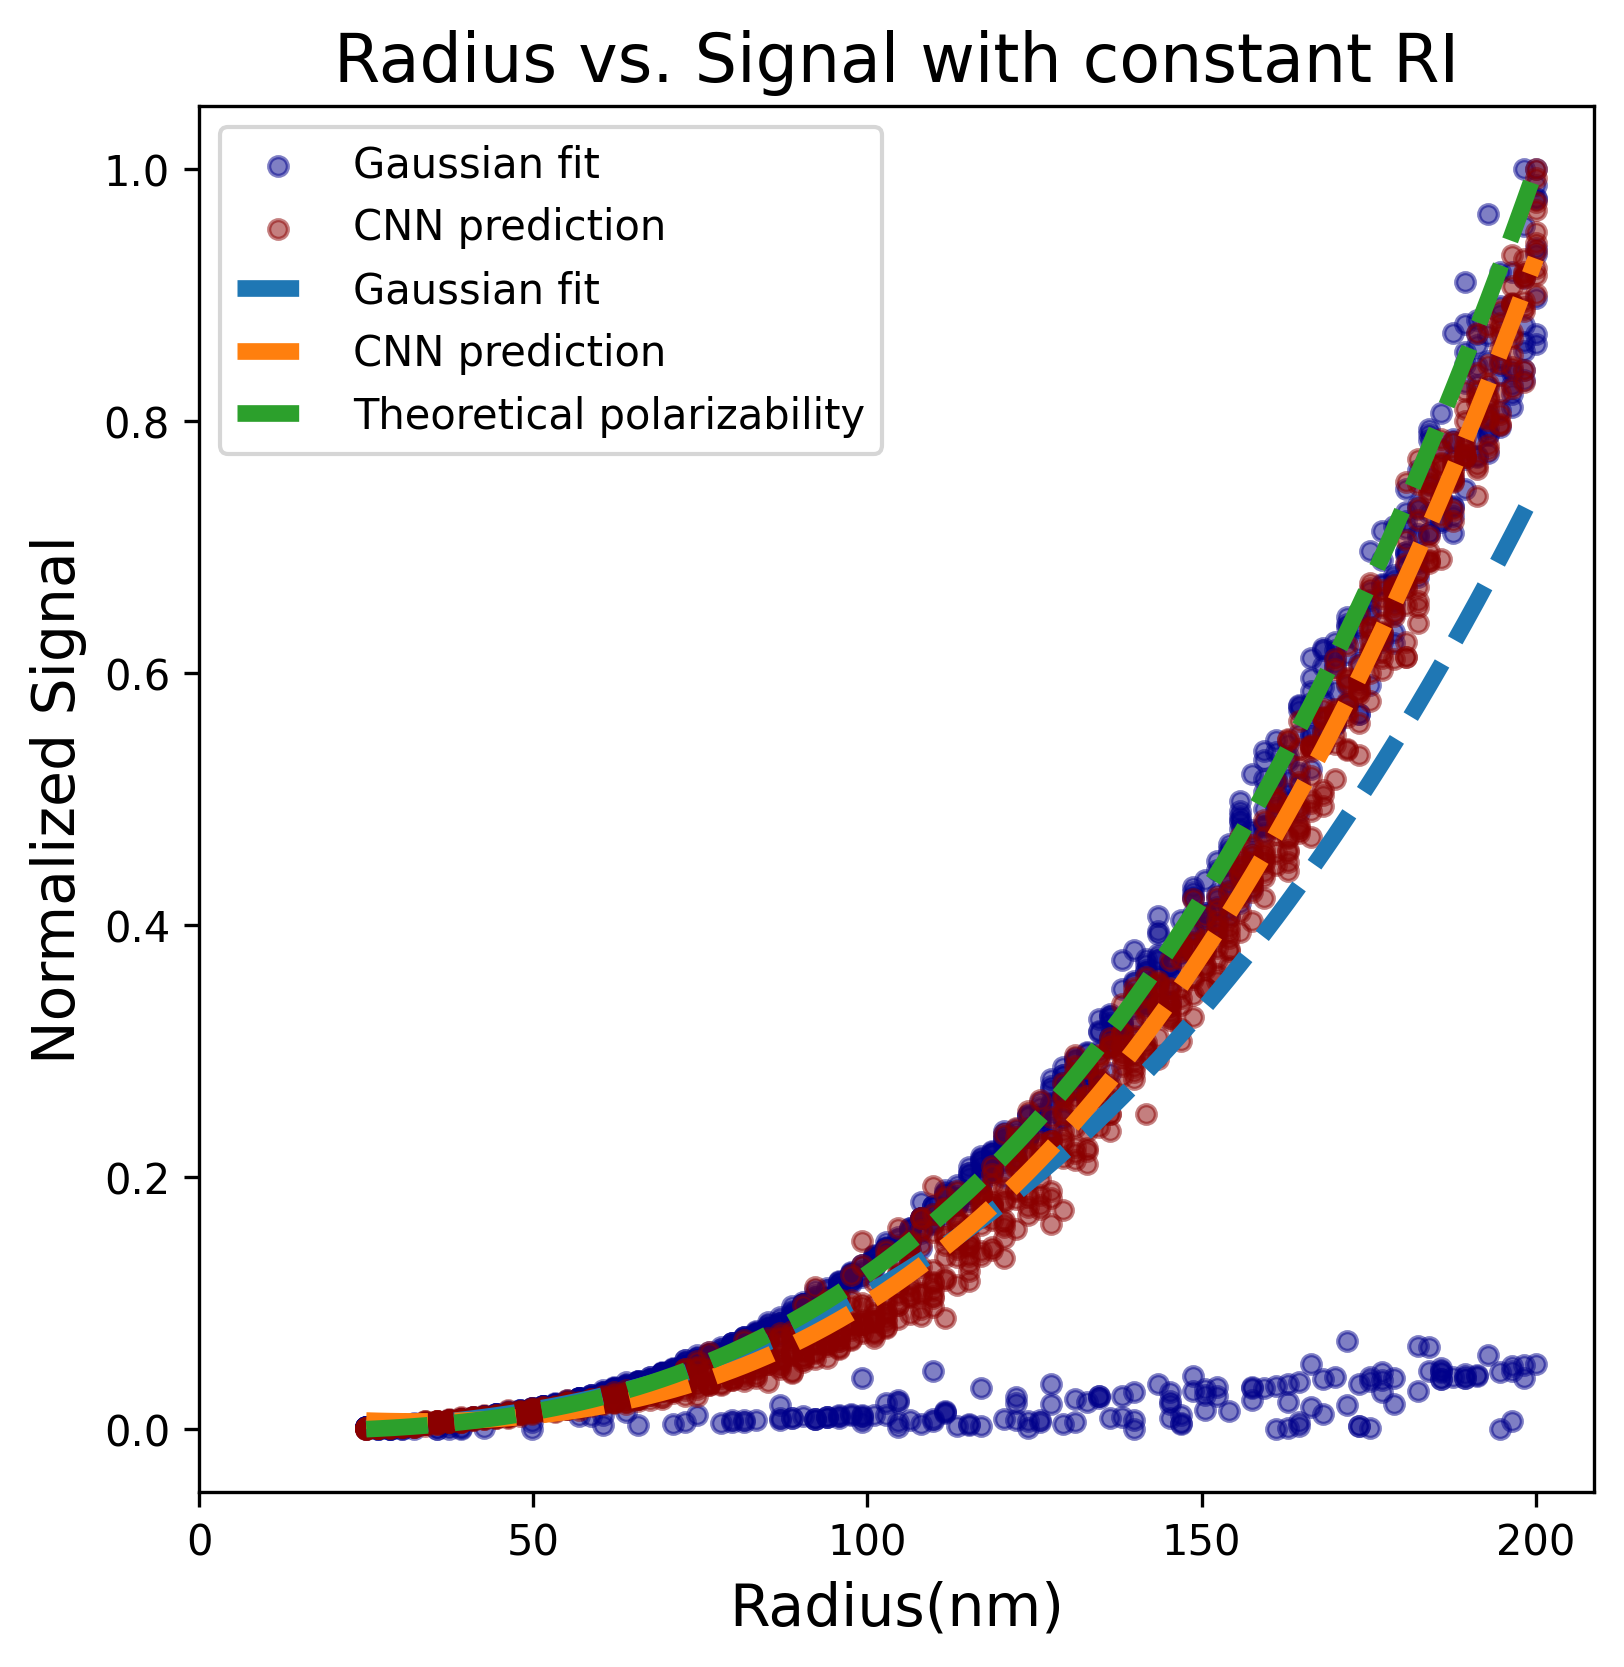 Radius vs. Signal with constant RI
Gaussian fit
CNN prediction
Gaussian fit
CNN prediction
Theoretical polarizability
Normalized Signal
1.0
0.8
0.6
0.4
0.2
0.0
0 50 100 150 200
Radius(nm)